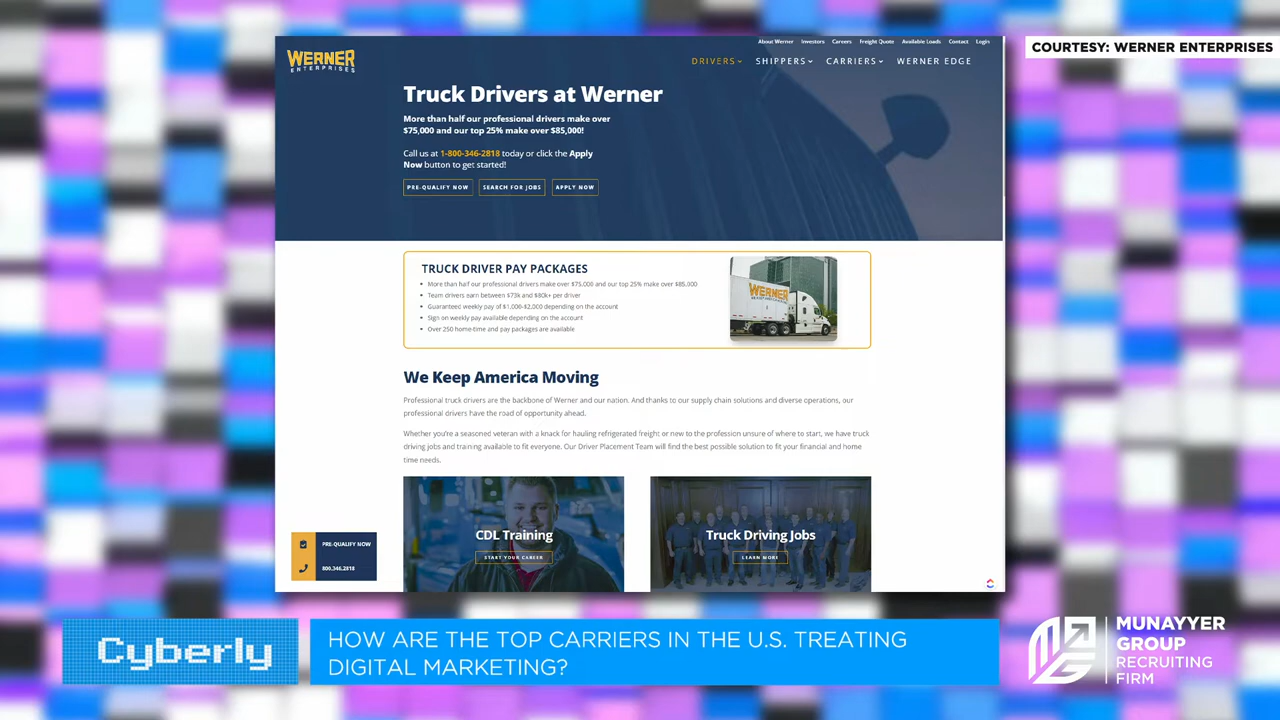 COURTESY: WERNER ENTERPRISES
WERNER
ENTERPRISES
About Werner Investors Careers Freight Quote Available Loads Contact Login
DRIVERS SHIPPERS CARRIERS WERNER EDGE
Truck Drivers at Werner
More than half our professional drivers make over
$75,000 and our top 25% make over $85,000!
Call us at 1-800-346-2818 today or click the Apply
Now button to get started!
PRE-QUALIFY NOW SEARCH FOR JOBS APPLY NOW
TRUCK DRIVER PAY PACKAGES
• More than half our professional drivers make over $75,000 and our top 25% make over $85,000
• Team drivers earn between $73k and $80k+ per driver
• Guaranteed weekly pay of $1,000-$2,000 depending on the account
• Sign on weekly pay available depending on the account
• Over 250 home-time and pay packages are available
WERNER
We Keep America Moving
Professional truck drivers are the backbone of Werner and our nation. And thanks to our supply chain solutions and diverse operations, our
professional drivers have the road of opportunity ahead.
Whether you're a seasoned veteran with a knack for hauling refrigerated freight or new to the profession unsure of where to start, we have truck
driving jobs and training available to fit everyone. Our Driver Placement Team will find the best possible solution to fit your financial and home
time needs.
CDL Training
START YOUR CAREER
Truck Driving Jobs
LEARN MORE
PRE-QUALIFY NOW
800.346.2818
Cyberly
HOW ARE THE TOP CARRIERS IN THE U.S. TREATING
DIGITAL MARKETING?
MUNAYYER
GROUP
RECRUITING
FIRM